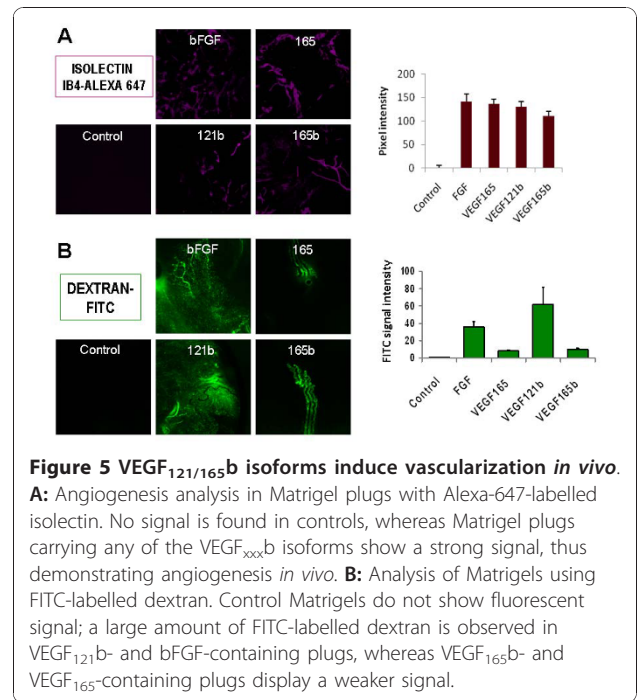 A
ISOLECTIN
IB4-ALEXA 647
bFGF
165
Control
121b
165b
Pixel intensity
200
150
100
50
0
Control
FGF
VEGF165
VEGF121b
VEGF165b
B
DEXTRAN-
FITC
bFGF
165
Control
121b
165b
FITC signal intensity
100
80
60
40
20
0
Control
FGF
VEGF165
VEGF121b
VEGF165b
Figure 5 VEGF121/165b isoforms induce vascularization in vivo.
A: Angiogenesis analysis in Matrigel plugs with Alexa-647-labelled
isolectin. No signal is found in controls, whereas Matrigel plugs
carrying any of the VEGFxxxb isoforms show a strong signal, thus
demonstrating angiogenesis in vivo. B: Analysis of Matrigels using
FITC-labelled dextran. Control Matrigels do not show fluorescent
signal; a large amount of FITC-labelled dextran is observed in
VEGF121b- and bFGF-containing plugs, whereas VEGF165b- and
VEGF165-containing plugs display a weaker signal.